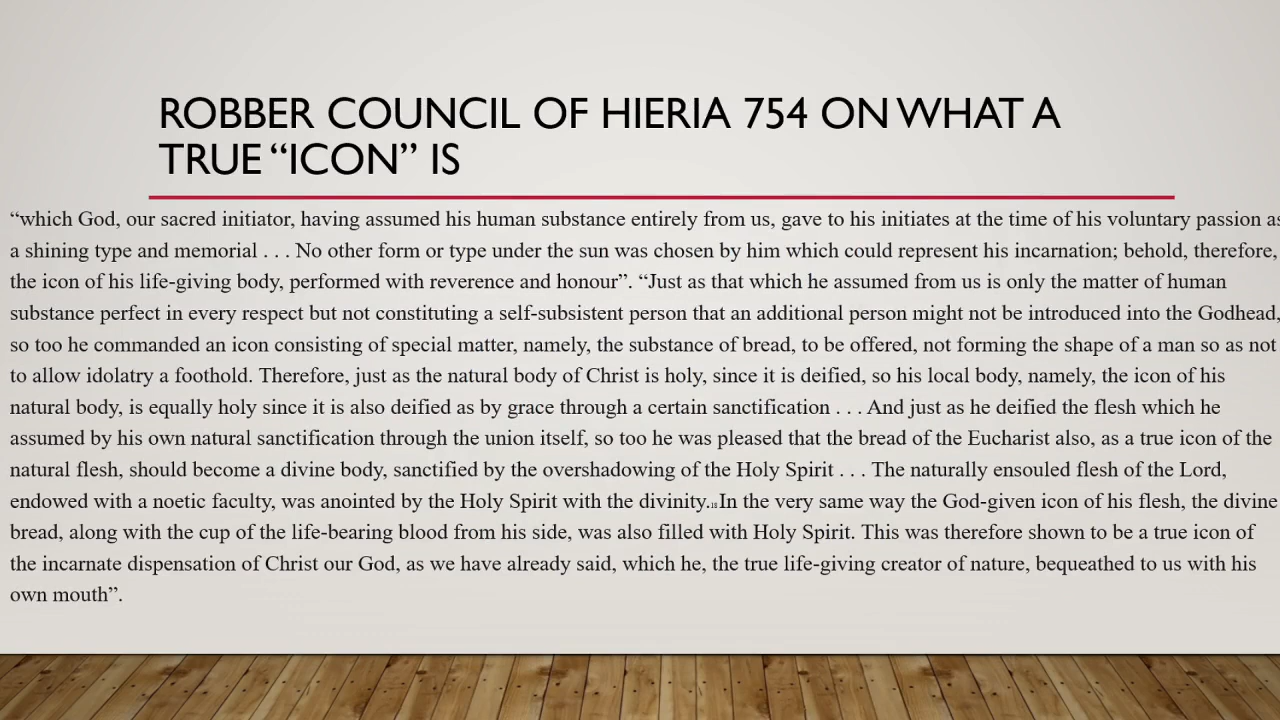 ROBBER COUNCIL OF HIERIA 754 ON WHAT A
TRUE “ICON” IS
“which God, our sacred initiator, having assumed his human substance entirely from us, gave to his initiates at the time of his voluntary passion as
a shining type and memorial . . . No other form or type under the sun was chosen by him which could represent his incarnation; behold, therefore,
the icon of his life-giving body, performed with reverence and honour”. “Just as that which he assumed from us is only the matter of human
substance perfect in every respect but not constituting a self-subsistent person that an additional person might not be introduced into the Godhead,
so too he commanded an icon consisting of special matter, namely, the substance of bread, to be offered, not forming the shape of a man so as not
to allow idolatry a foothold. Therefore, just as the natural body of Christ is holy, since it is deified, so his local body, namely, the icon of his
natural body, is equally holy since it is also deified as by grace through a certain sanctification . . . And just as he deified the flesh which he
assumed by his own natural sanctification through the union itself, so too he was pleased that the bread of the Eucharist also, as a true icon of the
natural flesh, should become a divine body, sanctified by the overshadowing of the Holy Spirit . . . The naturally ensouled flesh of the Lord,
endowed with a noetic faculty, was anointed by the Holy Spirit with the divinity. In the very same way the God-given icon of his flesh, the divine
bread, along with the cup of the life-bearing blood from his side, was also filled with Holy Spirit. This was therefore shown to be a true icon of
the incarnate dispensation of Christ our God, as we have already said, which he, the true life-giving creator of nature, bequeathed to us with his
own mouth”.